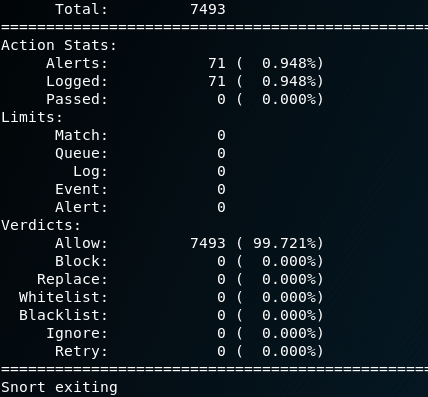 Total: 7493
===============================================
Action Stats:
Alerts: 71 ( 0.948%)
Logged: 71 ( 0.948%)
Passed: 0 ( 0.000%)
Limits:
Match: 0
Queue: 0
Log: 0
Event: 0
Alert: 0
Verdicts:
Allow: 7493 ( 99.721%)
Block: 0 ( 0.000%)
Replace: 0 ( 0.000%)
Whitelist: 0 ( 0.000%)
Blacklist: 0 ( 0.000%)
Ignore: 0 ( 0.000%)
Retry: 0 ( 0.000%)
===============================================
Snort exiting